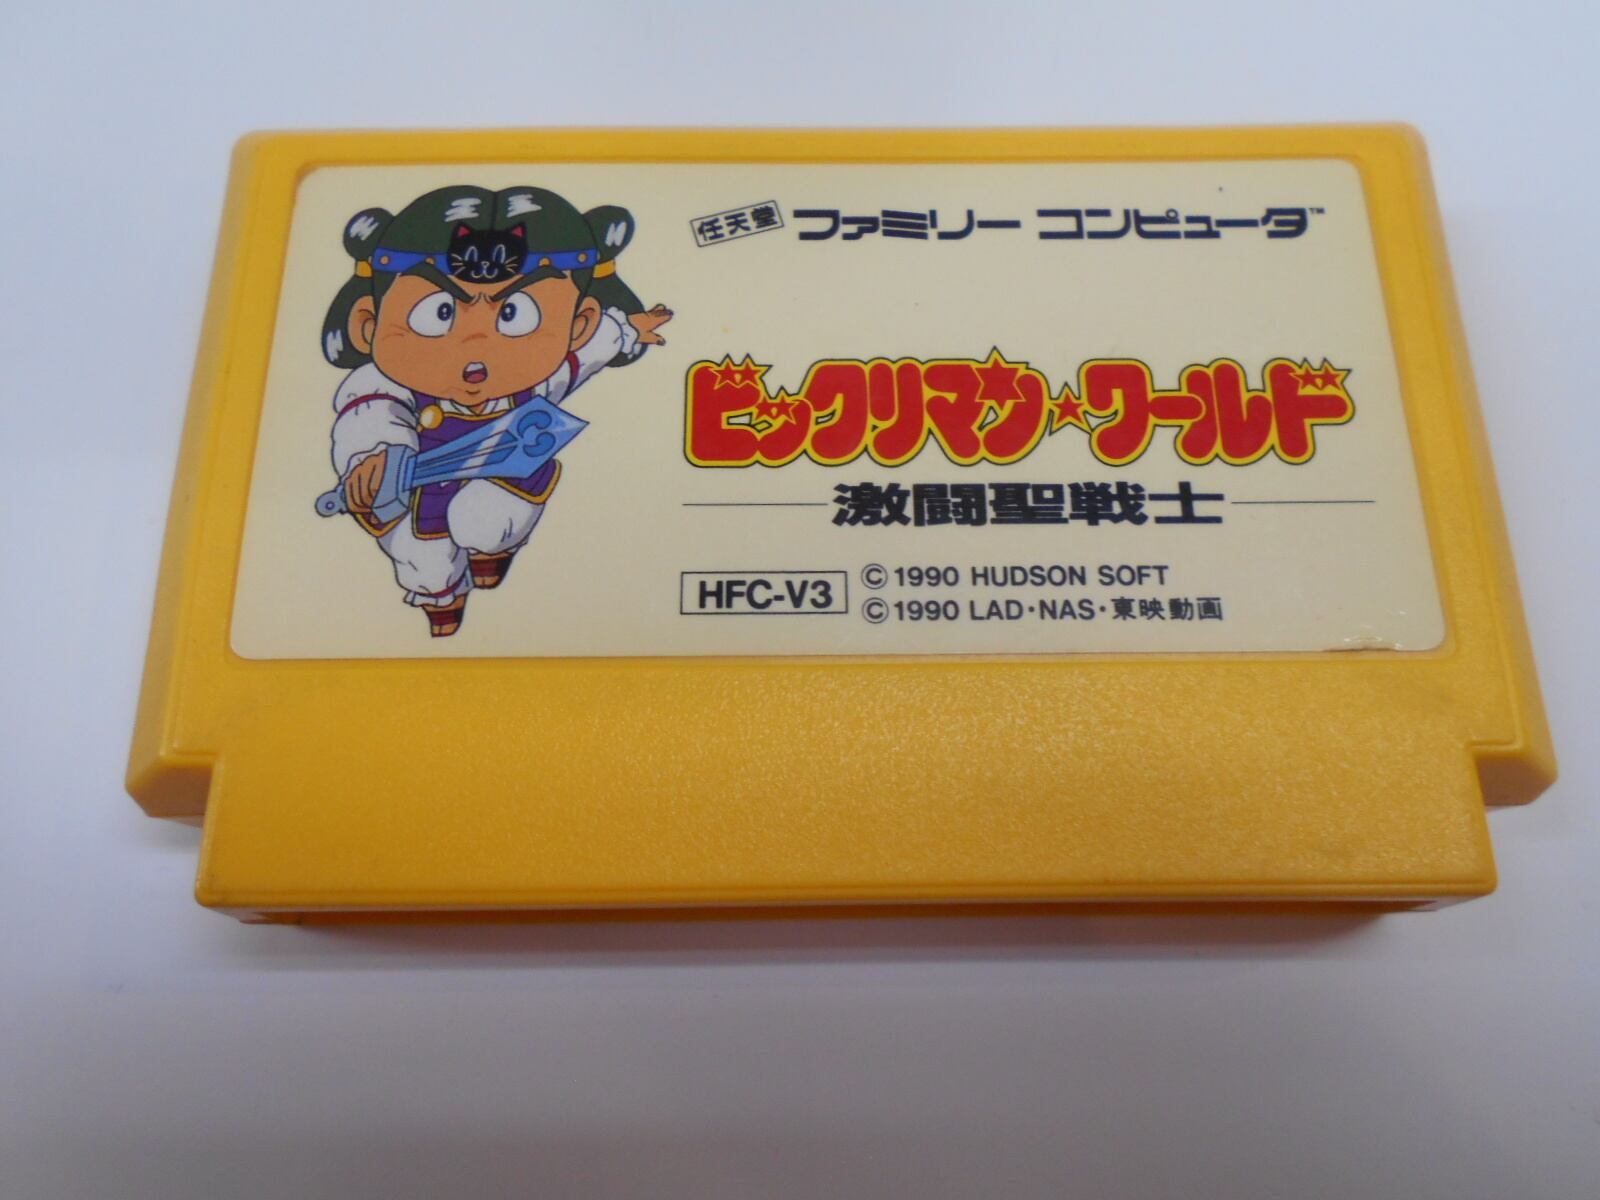 任天堂 ファミリー コンピュータ™
ビックリマン★ワールド
激闘聖戦士
HFC-V3
© 1990 HUDSON SOFT
© 1990 LAD・NAS・東映動画